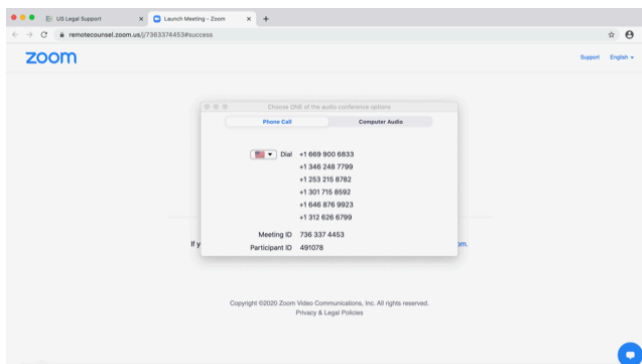 US Legal Support
Launch Meeting - Zoom
remotecounsel.zoom.us/j/7363374453#success
zoom
Support English
Choose ONE of the audio conference options
Phone Call Computer Audio
Dial +1 669 900 6833
+1 346 248 7799
+1 253 215 8782
+1 301 715 8592
+1 646 876 9923
+1 312 626 6799
Meeting ID 736 337 4453
Participant ID 491078
If y
om.
Copyright ©2020 Zoom Video Communications, Inc. All rights reserved.
Privacy & Legal Policies